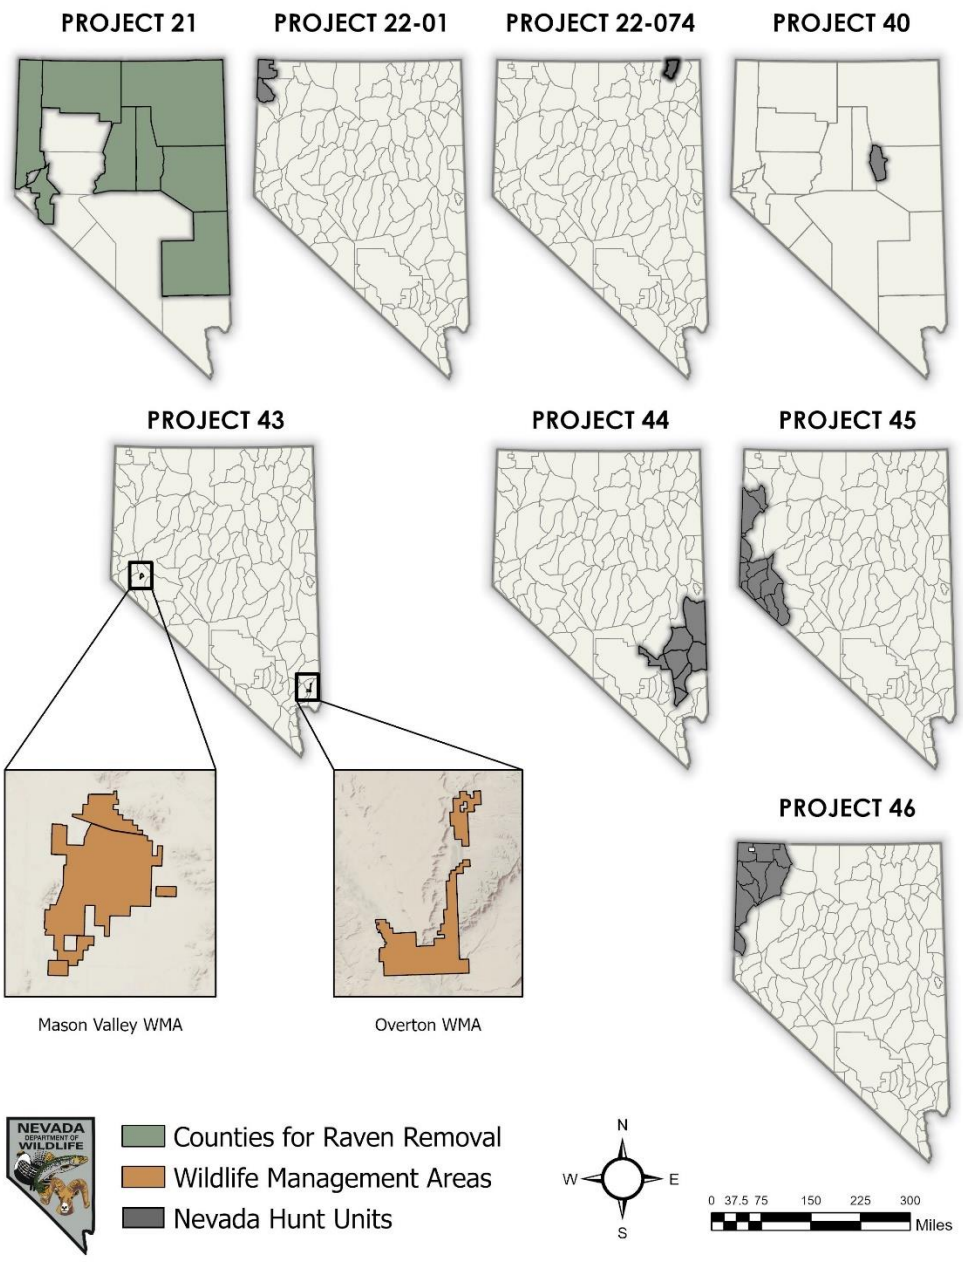 PROJECT 21
PROJECT 22-01
PROJECT 22-074
PROJECT 40
PROJECT 43
PROJECT 44
PROJECT 45
PROJECT 46
Mason Valley WMA
Overton WMA
NEVADA
DEPARTMENT OF
WILDLIFE
Counties for Raven Removal
Wildlife Management Areas
Nevada Hunt Units
N
W
E
S
0 37.5 75 150 225 300
Miles